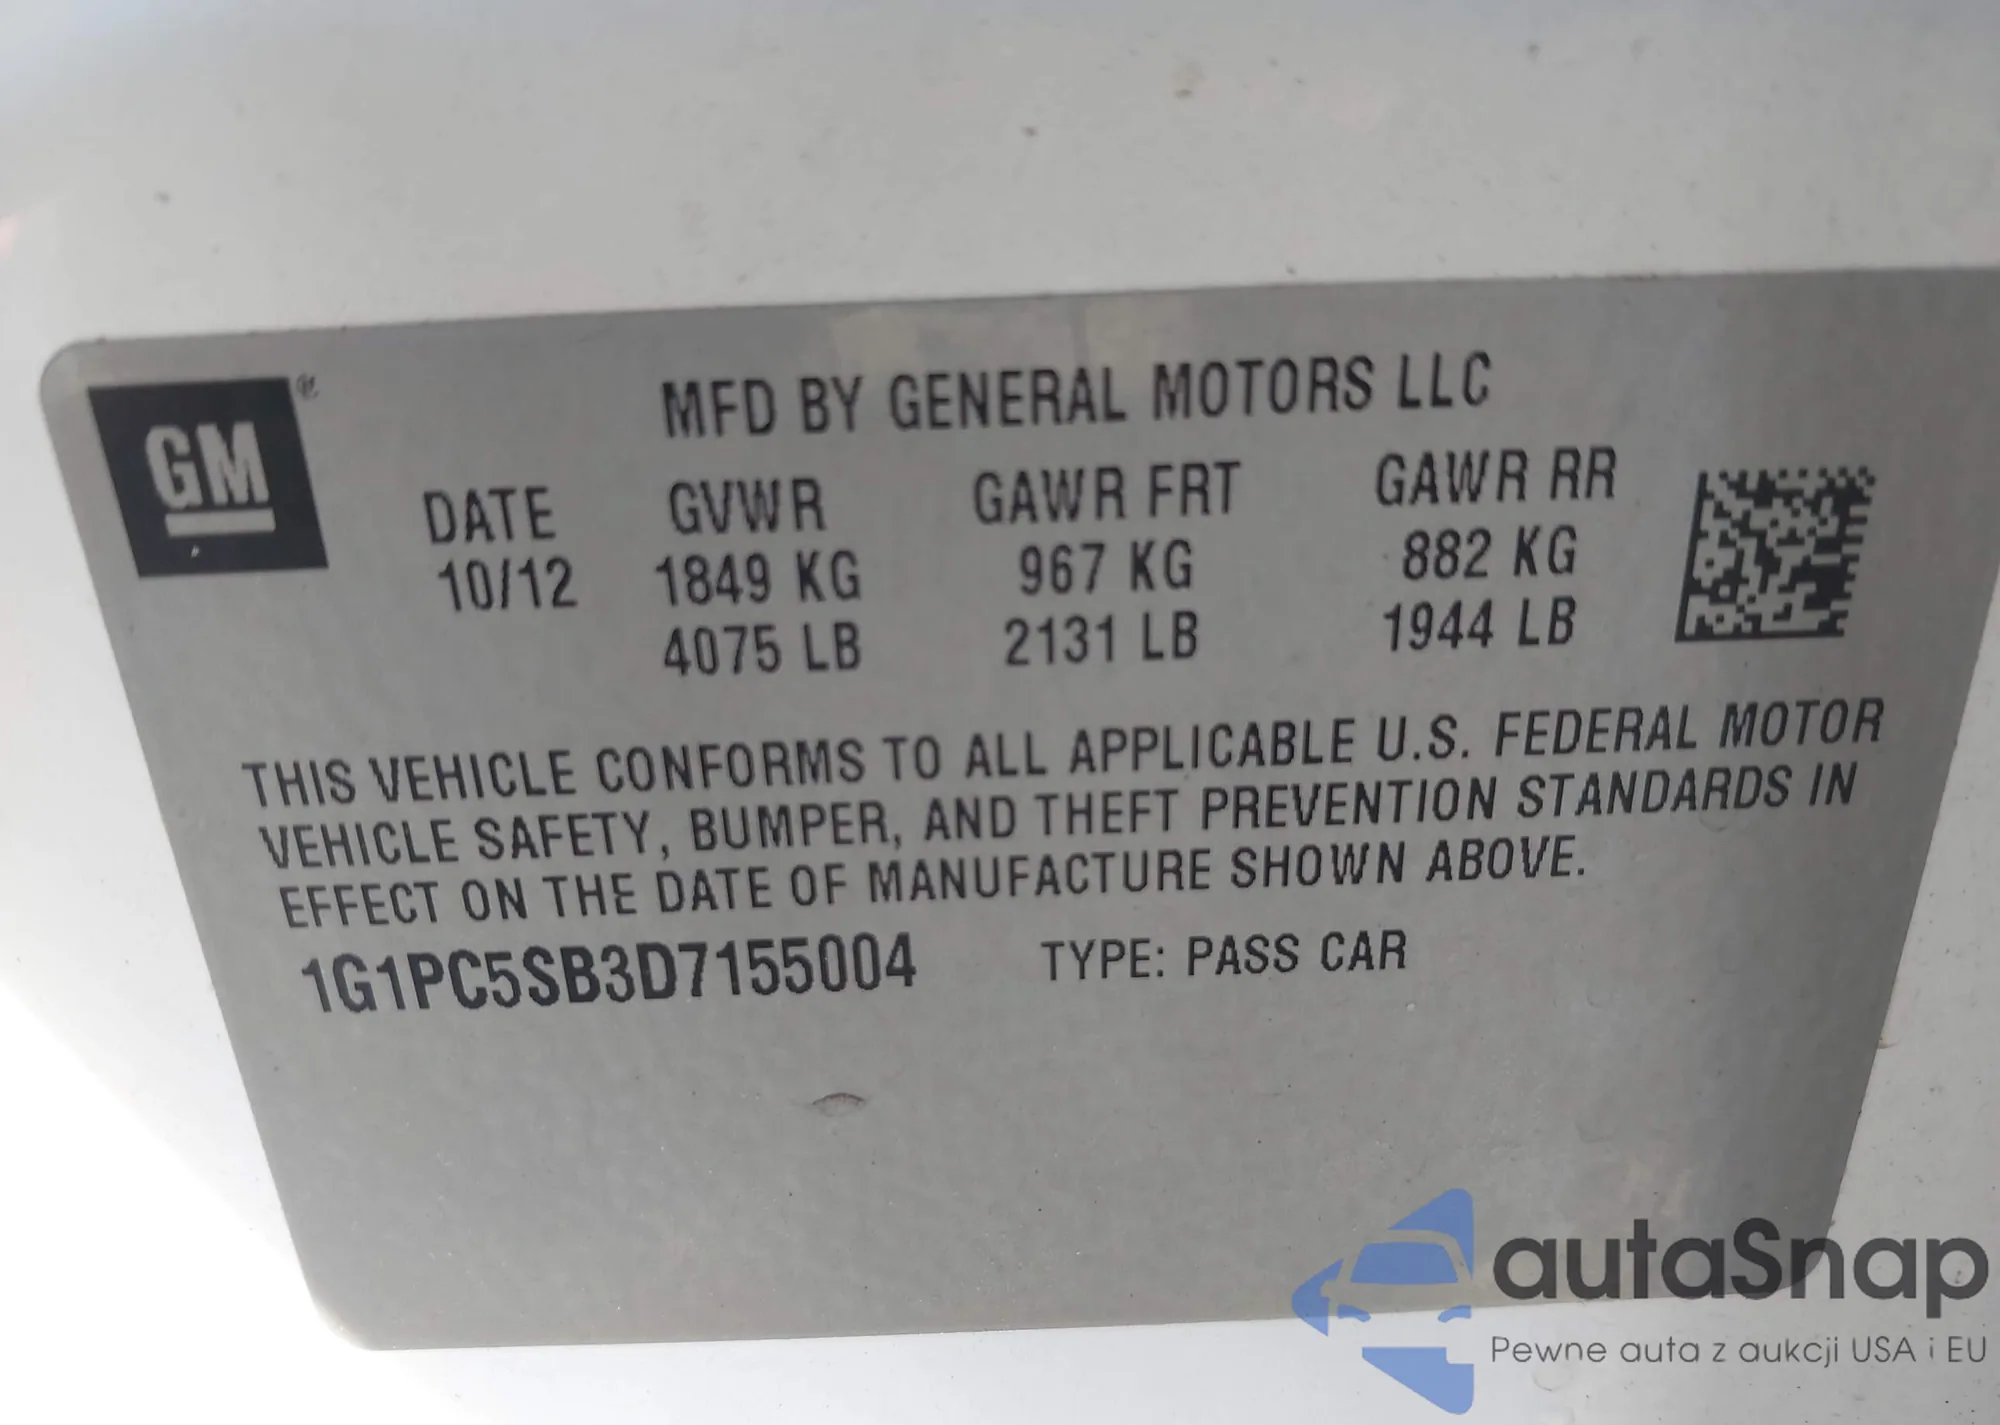 GM ®
MFD BY GENERAL MOTORS LLC
DATE GVWR GAWR FRT GAWR RR
10/12 1849 KG 967 KG 882 KG
4075 LB 2131 LB 1944 LB
THIS VEHICLE CONFORMS TO ALL APPLICABLE U.S. FEDERAL MOTOR
VEHICLE SAFETY, BUMPER, AND THEFT PREVENTION STANDARDS IN
EFFECT ON THE DATE OF MANUFACTURE SHOWN ABOVE.
1G1PC5SB3D7155004 TYPE: PASS CAR
autaSnap
Pewne auta z aukcji USA i EU